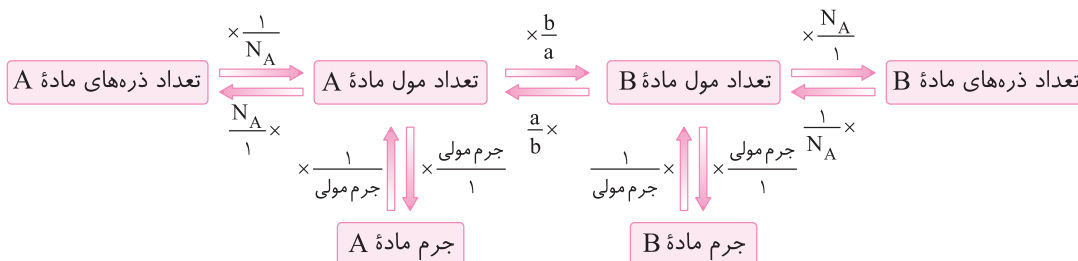 × ۱/N_A
× b/a
× N_A/۱
تعداد ذره‌های مادهٔ A
تعداد مول مادهٔ A
تعداد مول مادهٔ B
تعداد ذره‌های مادهٔ B
N_A/۱ ×
a/b ×
۱/N_A ×
× ۱/جرم مولی
× جرم مولی/۱
۱/جرم مولی ×
× جرم مولی/۱
جرم مادهٔ A
جرم مادهٔ B